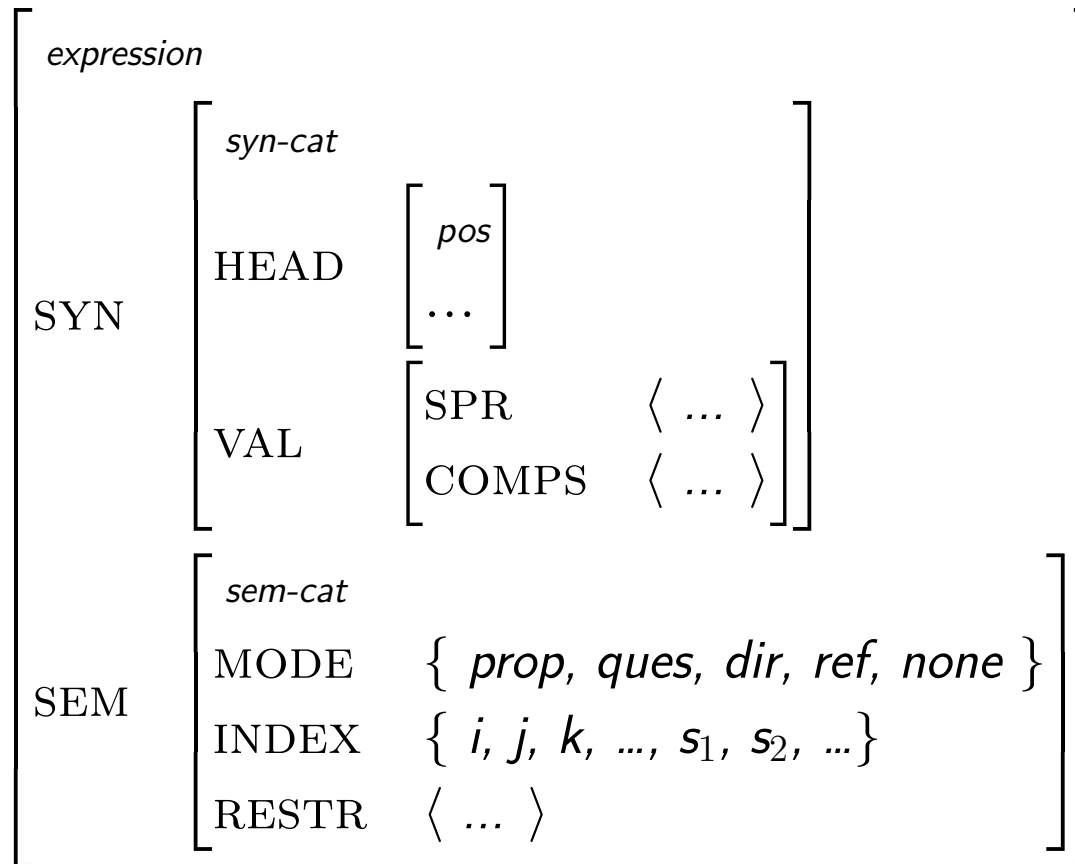 expression
syn-cat
pos
HEAD
...
SYN
SPR ⟨ ... ⟩
VAL
COMPS ⟨ ... ⟩
sem-cat
MODE { prop, ques, dir, ref, none }
SEM
INDEX { i, j, k, ..., s₁, s₂, ...}
RESTR ⟨ ... ⟩